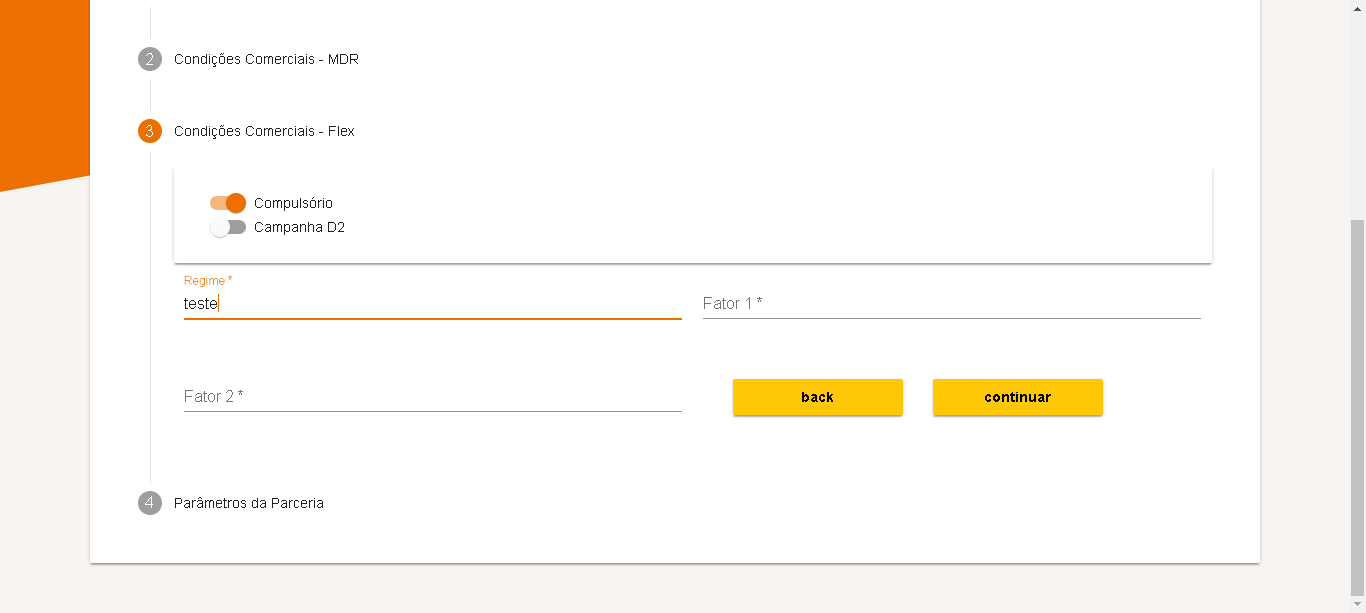 2 Condições Comerciais - MDR
3 Condições Comerciais - Flex
Compulsório
Campanha D2
Regime *
teste
Fator 1 *
Fator 2 *
back
continuar
4 Parâmetros da Parceria